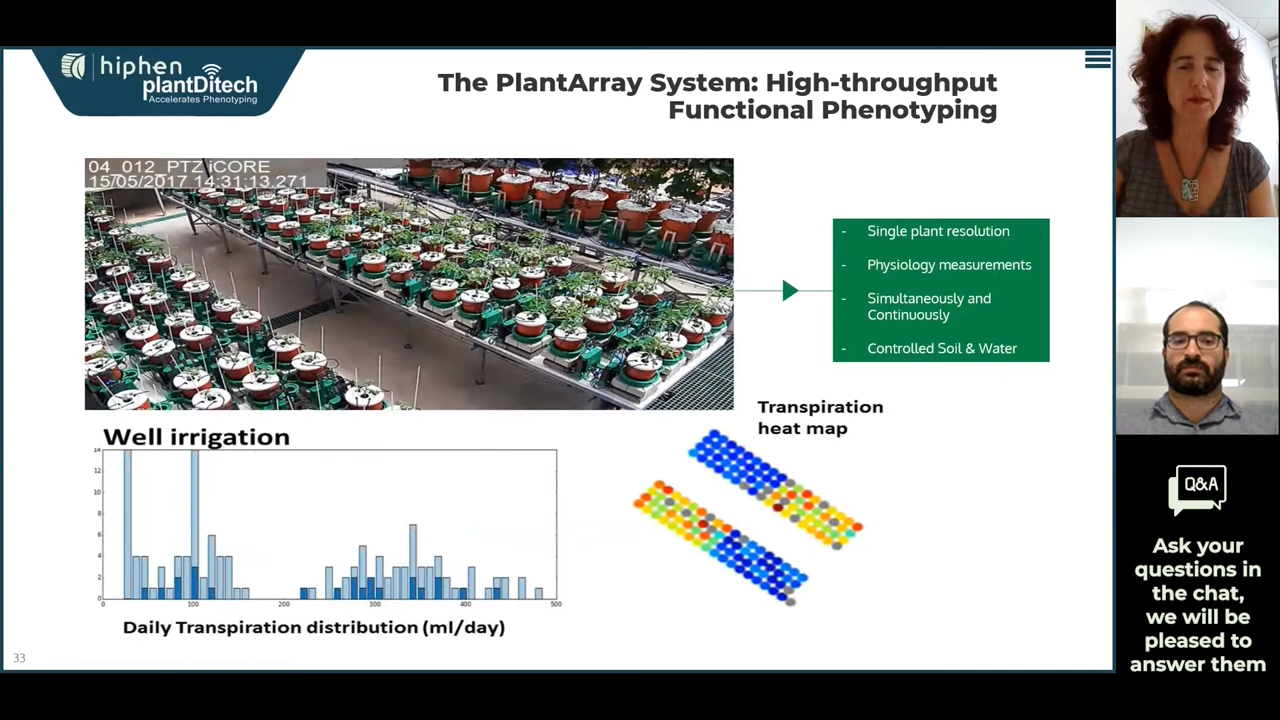 hiphen
plantDitech
Accelerates Phenotyping
The PlantArray System: High-throughput
Functional Phenotyping
04_012_PTZ iCORE
15/05/2017 14:31:13.271
- Single plant resolution
- Physiology measurements
- Simultaneously and
Continuously
- Controlled Soil & Water
Transpiration
heat map
Well irrigation
14
12
10
8
6
4
2
0
0 100 200 300 400 500
Daily Transpiration distribution (ml/day)
33
Q&A
Ask your
questions in
the chat,
we will be
pleased to
answer them